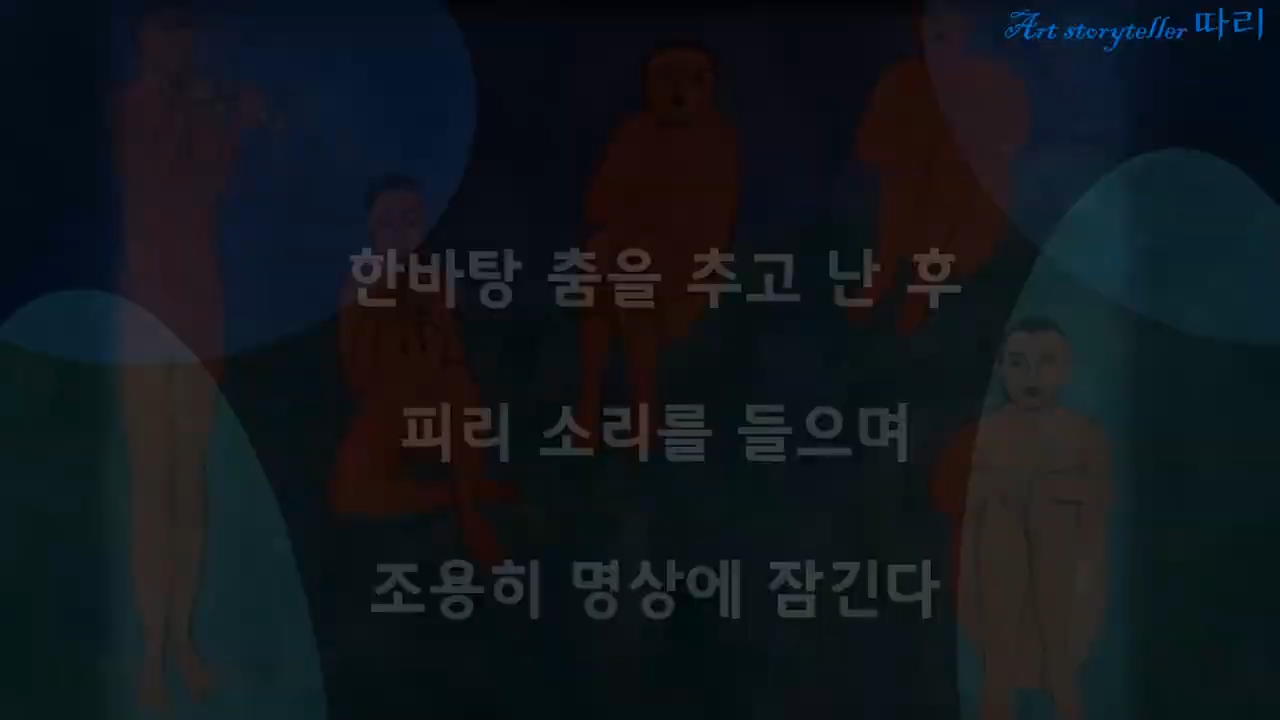 Art storyteller 따리
한바탕 춤을 추고 난 후
피리 소리를 들으며
조용히 명상에 잠긴다